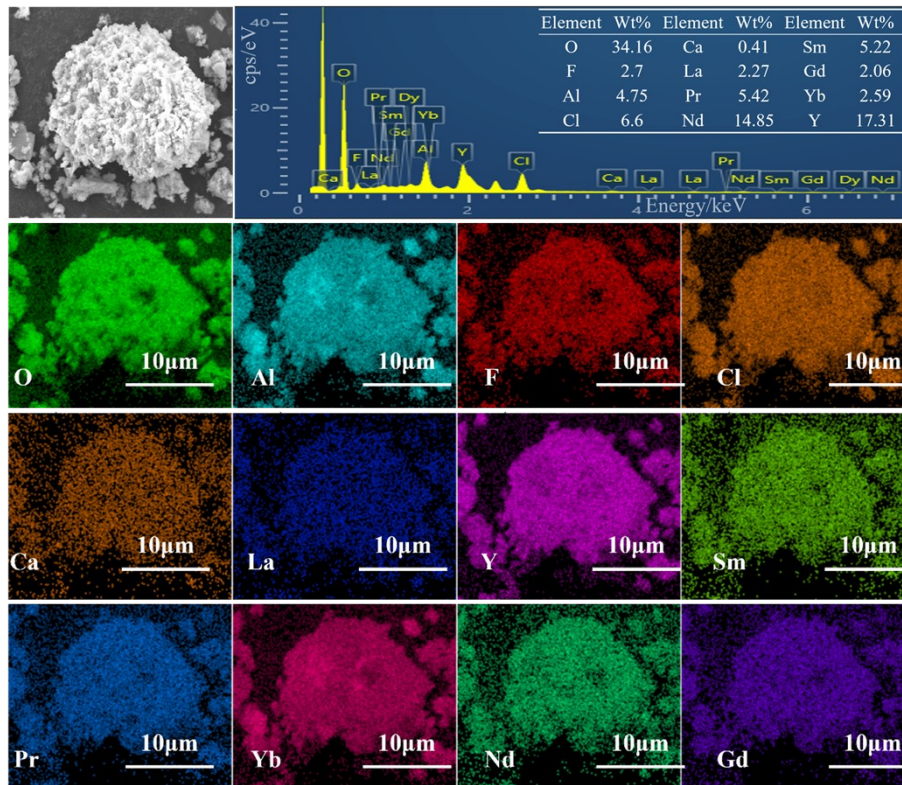 Element Wt% Element Wt% Element Wt%
O 34.16 Ca 0.41 Sm 5.22
F 2.7 La 2.27 Gd 2.06
Al 4.75 Pr 5.42 Yb 2.59
Cl 6.6 Nd 14.85 Y 17.31
cps/eV
40
20
0
O
Pr Dy
Sm Yb
Gd
F Nd Al Y Cl Pr
Ca La Ca La La Nd Sm Gd Dy Nd
0 2 4 6
Energy/keV
10μm 10μm 10μm 10μm
O Al F Cl
10μm 10μm 10μm 10μm
Ca La Y Sm
10μm 10μm 10μm 10μm
Pr Yb Nd Gd